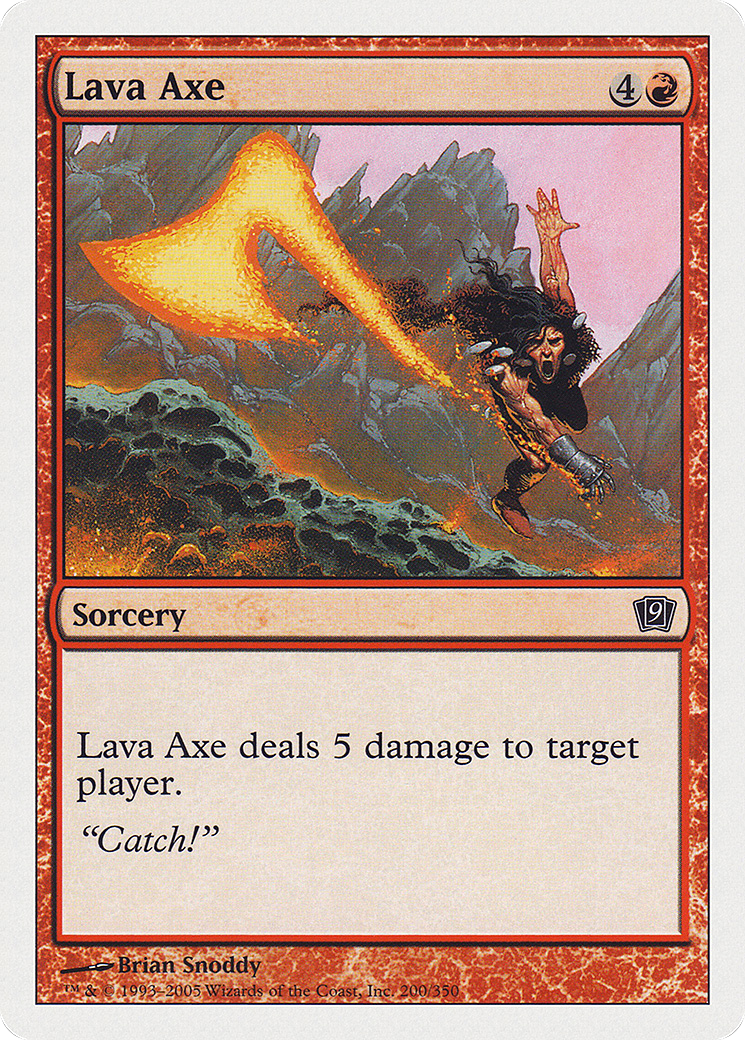 Lava Axe 4
Sorcery 9
Lava Axe deals 5 damage to target
player.
“Catch!”
Brian Snoddy
™ & © 1993–2005 Wizards of the Coast, Inc. 200/350